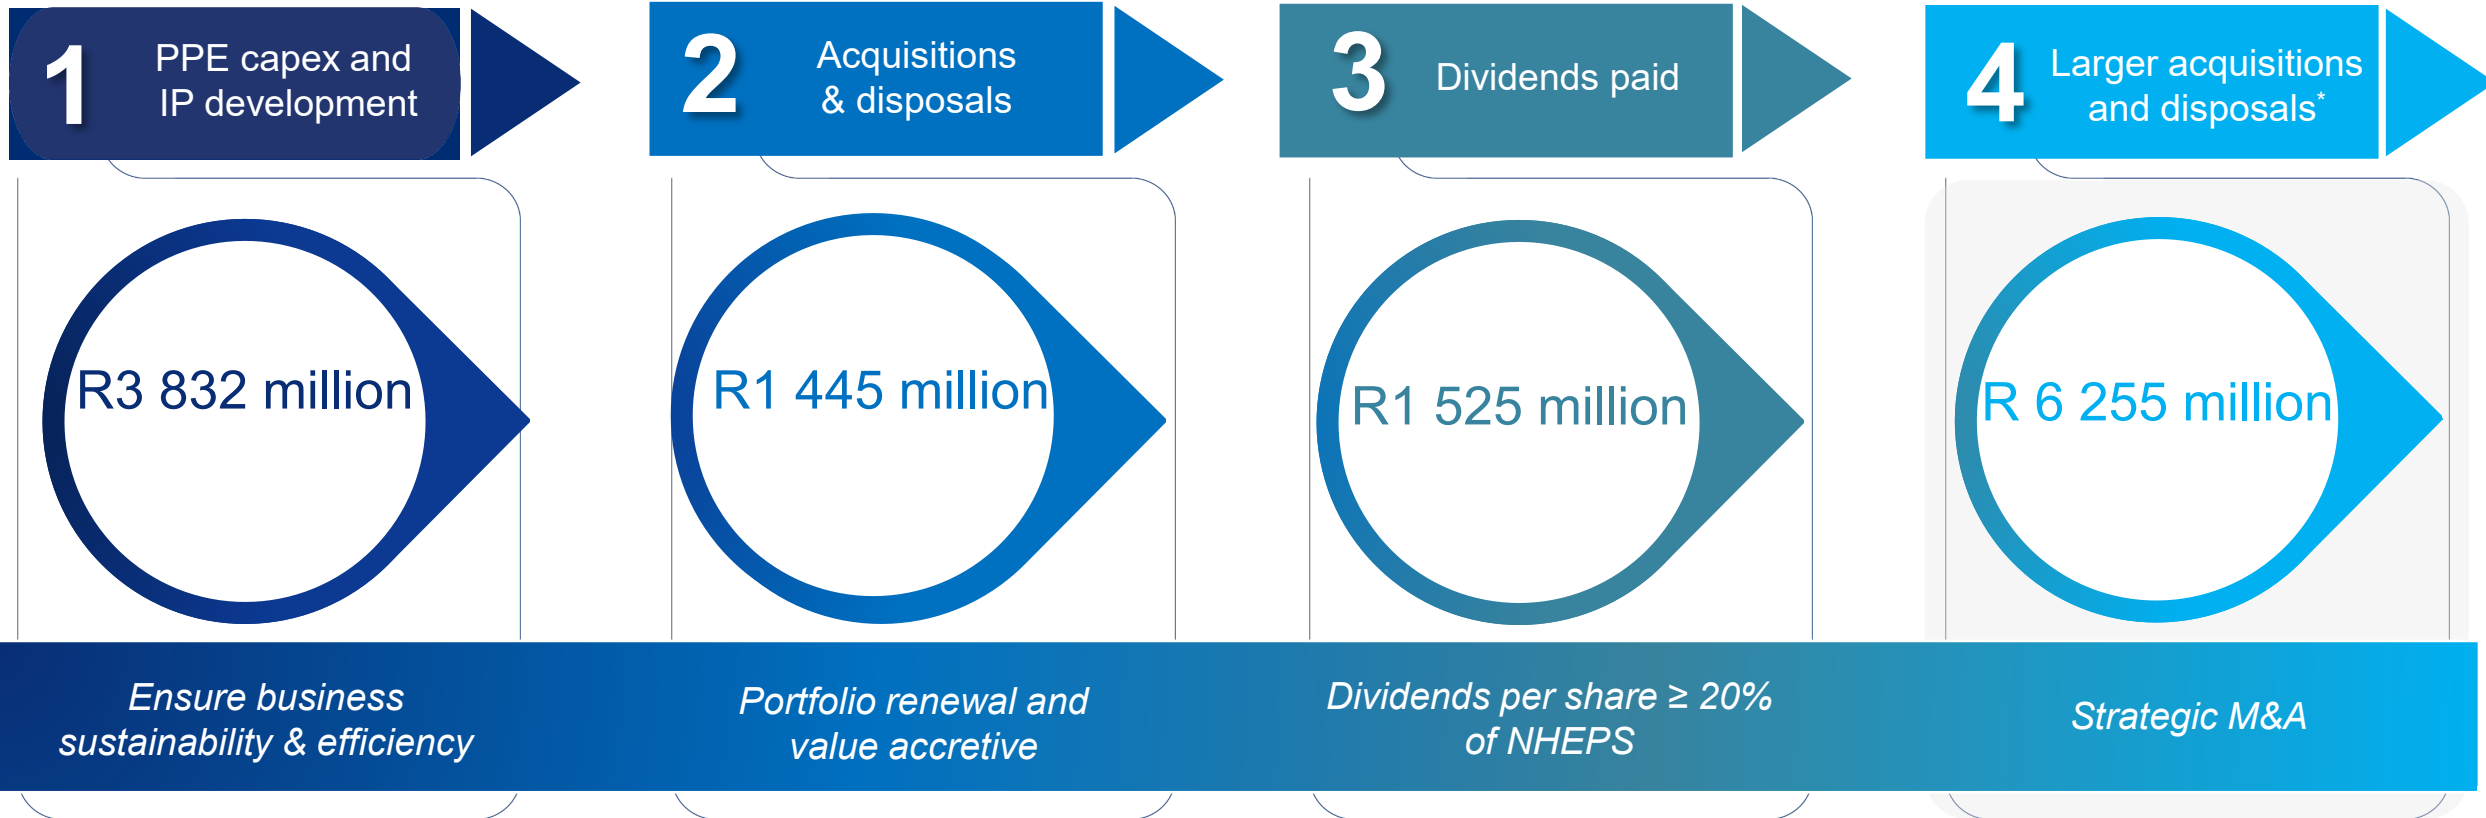 1
PPE capex and
IP development
R3 832 million
Ensure business
sustainability & efficiency
2
Acquisitions
& disposals
R1 445 million
Portfolio renewal and
value accretive
3
Dividends paid
R1 525 million
Dividends per share ≥ 20%
of NHEPS
4
Larger acquisitions
and disposals*
R 6 255 million
Strategic M&A